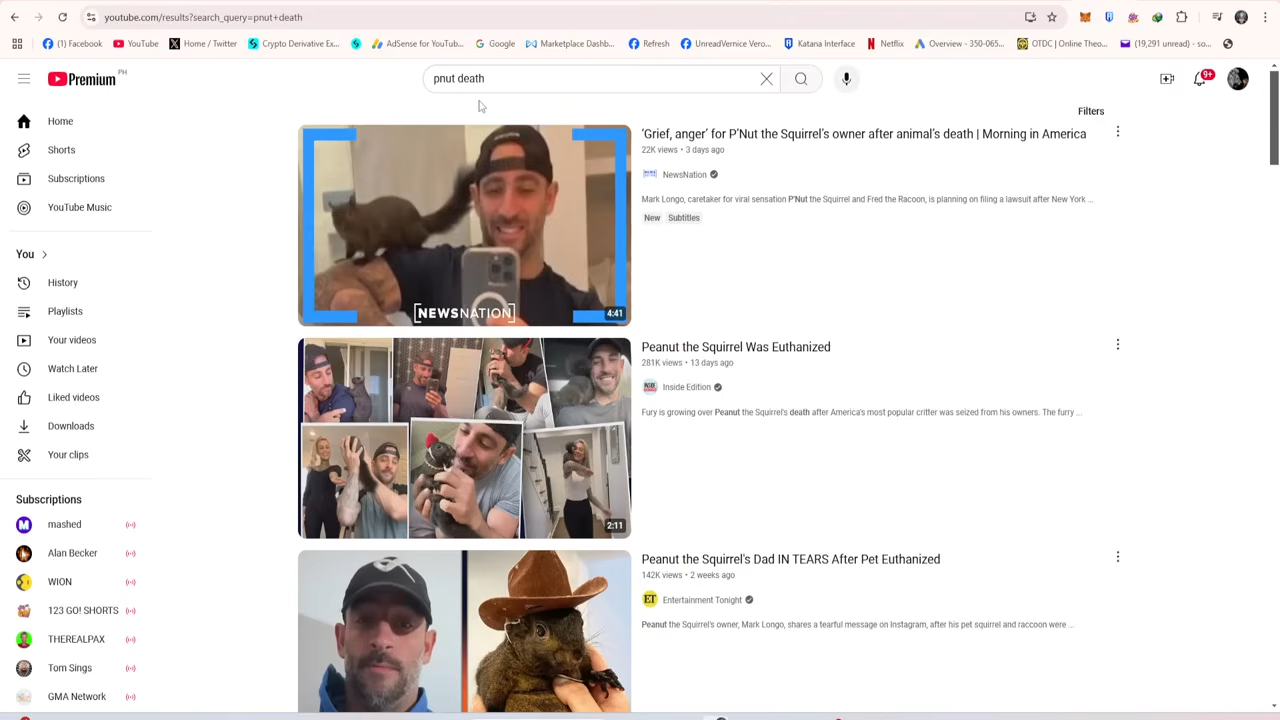 youtube.com/results?search_query=pnut+death
(1) Facebook
YouTube
Home / Twitter
Crypto Derivative Ex...
AdSense for YouTub...
Google
Marketplace Dashb...
Refresh
UnreadVernice Vero...
Katana Interface
Netflix
Overview - 350-065...
OTDC | Online Theo...
(19,291 unread) - so...
Premium PH
pnut death
9+
Filters
Home
Shorts
Subscriptions
YouTube Music
You
History
Playlists
Your videos
Watch Later
Liked videos
Downloads
Your clips
Subscriptions
mashed
Alan Becker
WION
123 GO! SHORTS
THEREALPAX
Tom Sings
GMA Network
[NEWSNATION]
4:41
'Grief, anger' for P'Nut the Squirrel's owner after animal's death | Morning in America
22K views • 3 days ago
NewsNation
Mark Longo, caretaker for viral sensation P'Nut the Squirrel and Fred the Racoon, is planning on filing a lawsuit after New York ...
New Subtitles
2:11
Peanut the Squirrel Was Euthanized
281K views • 13 days ago
Inside Edition
Fury is growing over Peanut the Squirrel's death after America's most popular critter was seized from his owners. The furry ...
Peanut the Squirrel's Dad IN TEARS After Pet Euthanized
142K views • 2 weeks ago
ET
Entertainment Tonight
Peanut the Squirrel's owner, Mark Longo, shares a tearful message on Instagram, after his pet squirrel and raccoon were ...